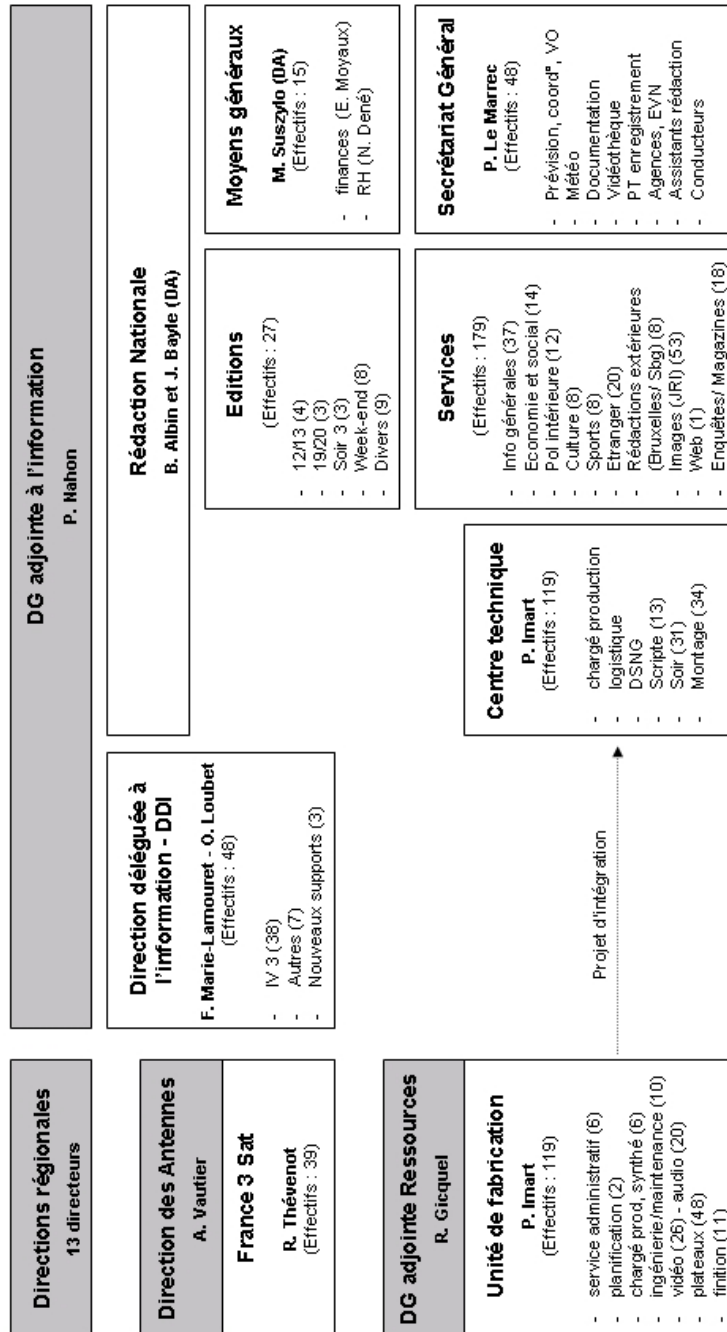 Directions régionales
13 directeurs
DG adjointe à l'information
P. Nahon
Direction des Antennes
A. Vautier
France 3 Sat
R. Thévenot
(Effectifs : 39)
Direction déléguée à
l'information - DDI
F. Marie-Lamouret - O. Loubet
(Effectifs : 48)
- IV 3 (38)
- Autres (7)
- Nouveaux supports (3)
Rédaction Nationale
B. Albin et J. Bayle (DA)
Editions
(Effectifs : 27)
- 12/13 (4)
- 19/20 (3)
- Soir 3 (3)
- Week-end (8)
- Divers (9)
Moyens généraux
M. Suszylo (DA)
(Effectifs : 15)
- finances (E. Moyaux)
- RH (N. Dené)
DG adjointe Ressources
R. Gicquel
Unité de fabrication
P. Imart
(Effectifs : 119)
- service administratif (6)
- planification (2)
- chargé prod, synthé (6)
- ingénierie/maintenance (10)
- vidéo (26) - audio (20)
- plateaux (48)
- finition (11)
Projet d'intégration
Centre technique
P. Imart
(Effectifs : 119)
- chargé production
- logistique
- DSNG
- Scripte (13)
- Soir (31)
- Montage (34)
Services
(Effectifs : 179)
- Info générales (37)
- Economie et social (14)
- Pol intérieure (12)
- Culture (8)
- Sports (8)
- Etranger (20)
- Rédactions extérieures
(Bruxelles/ Sbg) (8)
- Images (JRI) (53)
- Web (1)
- Enquêtes/ Magazines (18)
Secrétariat Général
P. Le Marrec
(Effectifs : 48)
- Prévision, coord°, VO
- Météo
- Documentation
- Vidéothèque
- PT enregistrement
- Agences, EVN
- Assistants rédaction
- Conducteurs